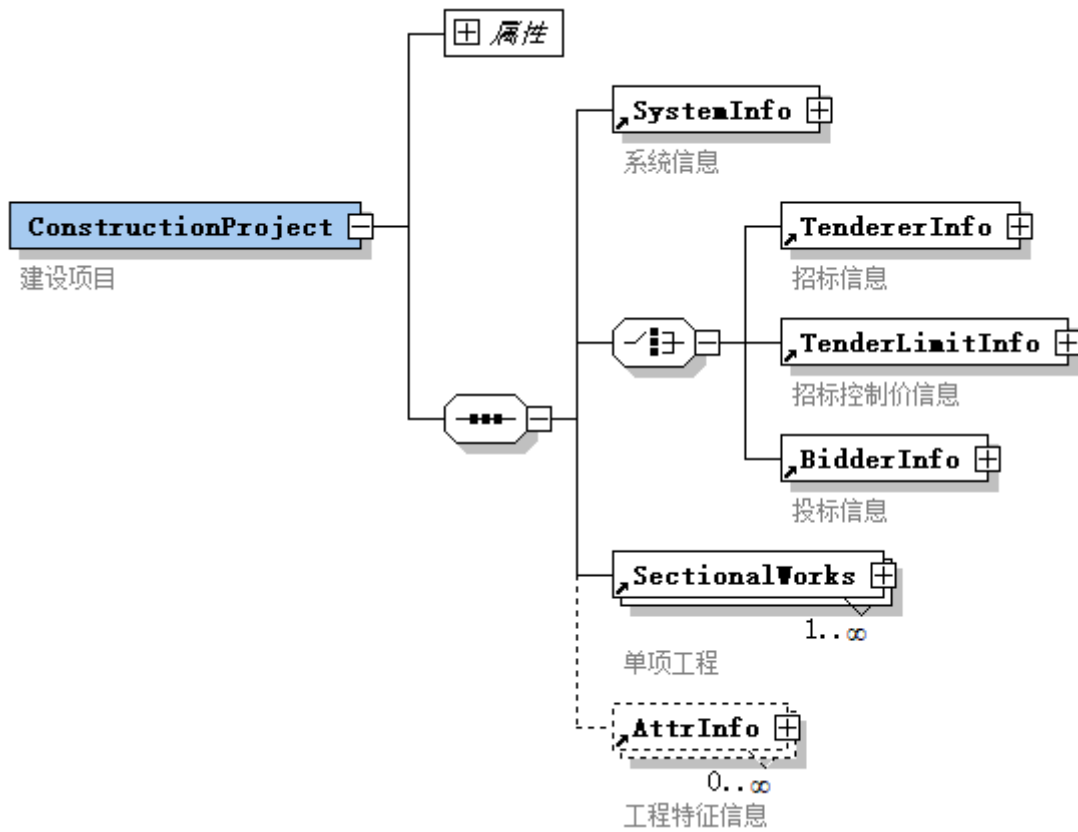 属性
SystemInfo
系统信息
ConstructionProject
建设项目
TendererInfo
招标信息
TenderLimitInfo
招标控制价信息
BidderInfo
投标信息
SectionalWorks
1..∞
单项工程
AttrInfo
0..∞
工程特征信息